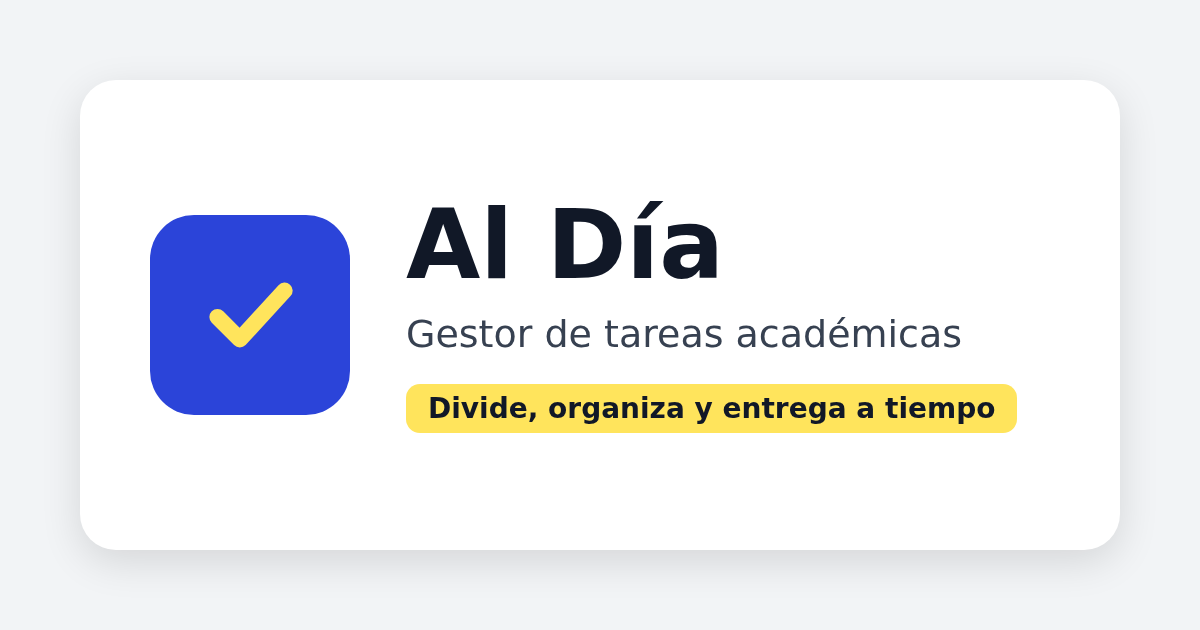 Al Día
Gestor de tareas académicas
Divide, organiza y entrega a tiempo